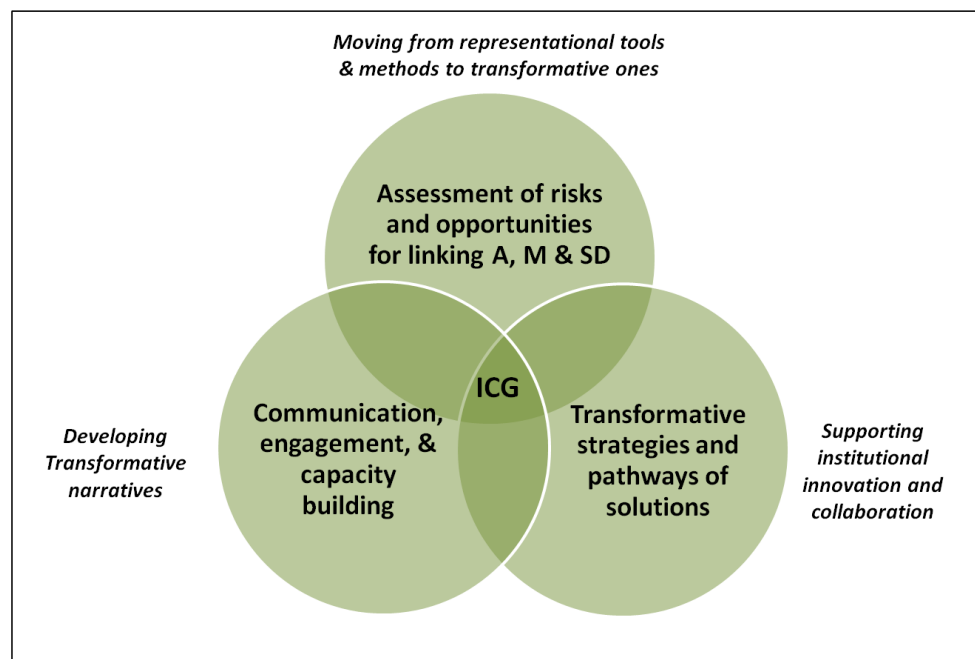 Moving from representational tools
& methods to transformative ones
Assessment of risks
and opportunities
for linking A, M & SD
ICG
Communication,
engagement, &
capacity
building
Transformative
strategies and
pathways of
solutions
Developing
Transformative
narratives
Supporting
institutional
innovation and
collaboration